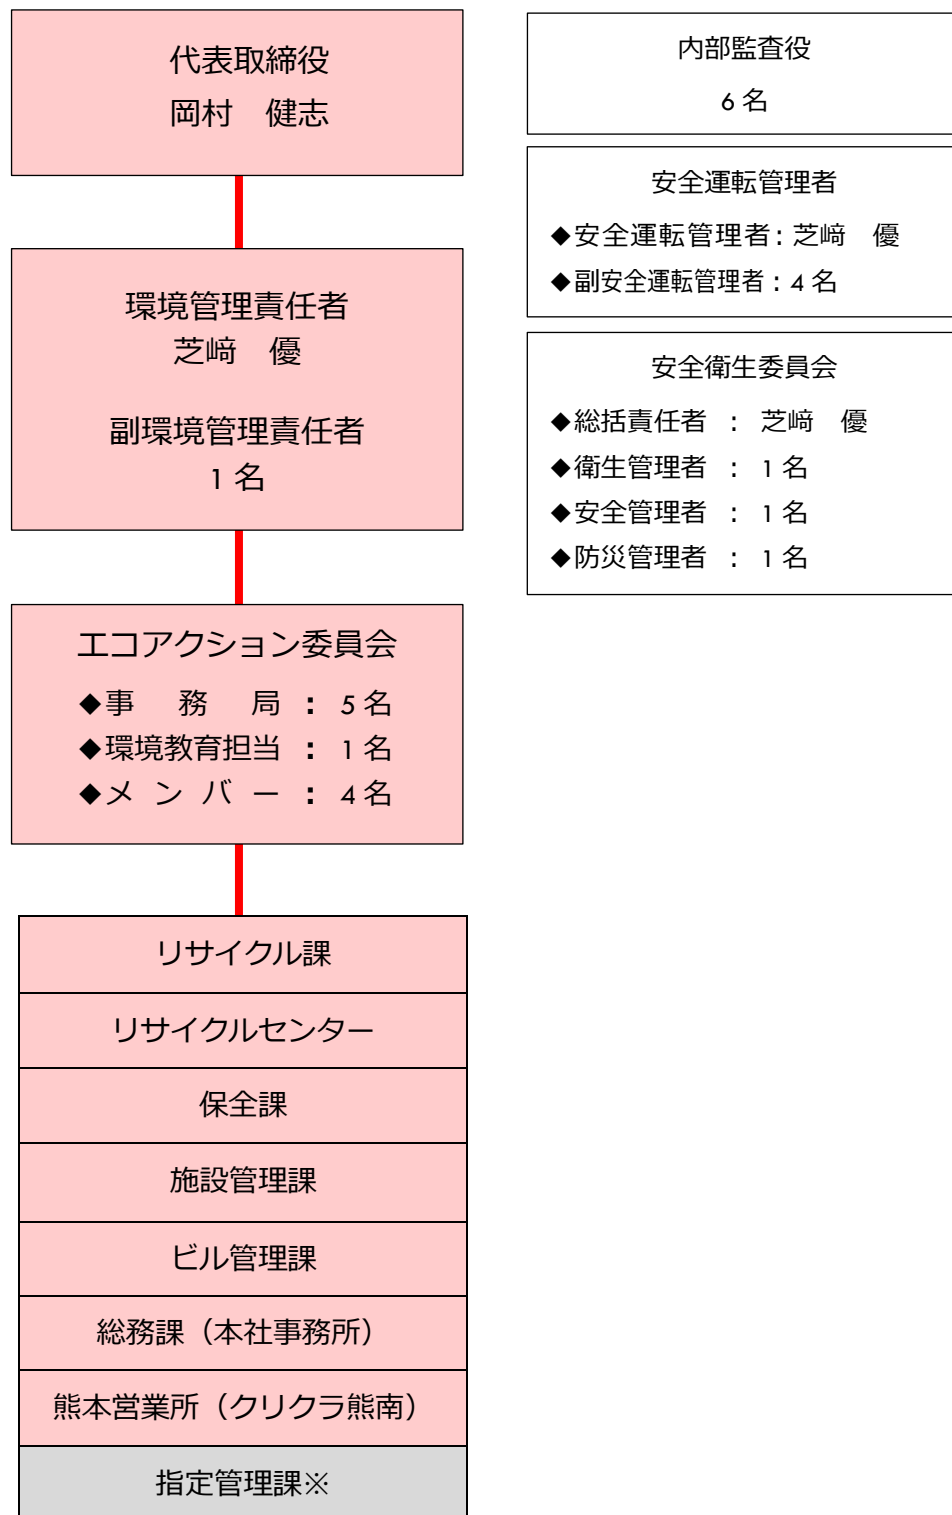 代表取締役
岡村　健志
環境管理責任者
芝﨑　優
副環境管理責任者
1 名
エコアクション委員会
◆事　務　局 ： 5 名
◆環境教育担当 ： 1 名
◆メ ン バ ー ： 4 名
リサイクル課
リサイクルセンター
保全課
施設管理課
ビル管理課
総務課（本社事務所）
熊本営業所（クリクラ熊南）
指定管理課※
内部監査役
6 名
安全運転管理者
◆安全運転管理者：芝﨑　優
◆副安全運転管理者：4 名
安全衛生委員会
◆総括責任者 ： 芝﨑　優
◆衛生管理者 ： 1 名
◆安全管理者 ： 1 名
◆防災管理者 ： 1 名